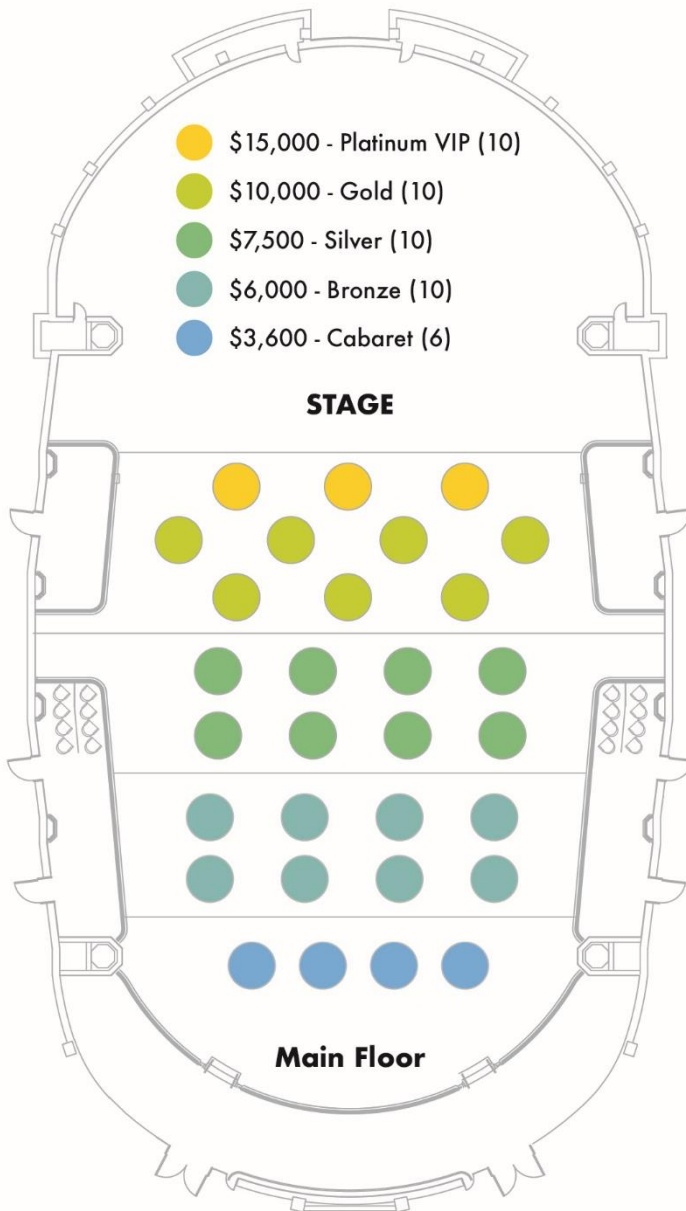 $15,000 - Platinum VIP (10)
$10,000 - Gold (10)
$7,500 - Silver (10)
$6,000 - Bronze (10)
$3,600 - Cabaret (6)
STAGE
Main Floor